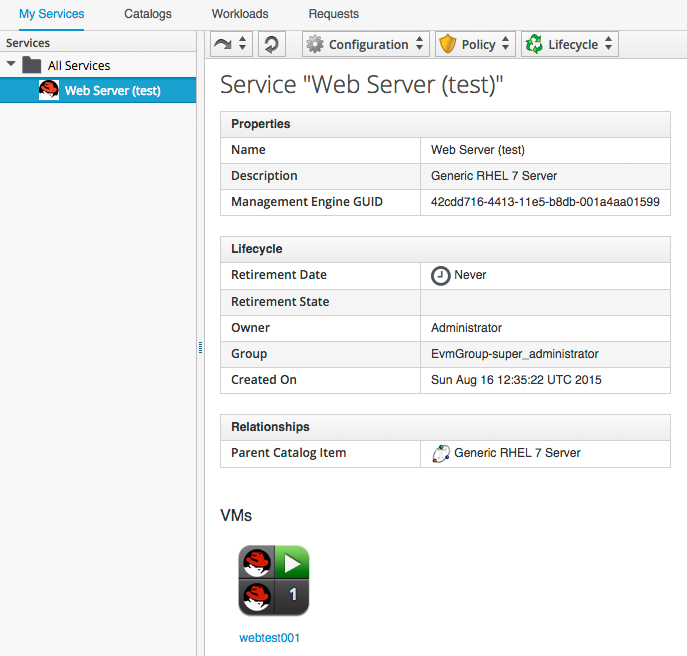 My Services Catalogs Workloads Requests
Services
All Services
Web Server (test)
Configuration Policy Lifecycle
Service "Web Server (test)"
Properties
Name Web Server (test)
Description Generic RHEL 7 Server
Management Engine GUID 42cdd716-4413-11e5-b8db-001a4aa01599
Lifecycle
Retirement Date Never
Retirement State
Owner Administrator
Group EvmGroup-super_administrator
Created On Sun Aug 16 12:35:22 UTC 2015
Relationships
Parent Catalog Item Generic RHEL 7 Server
VMs
1
webtest001